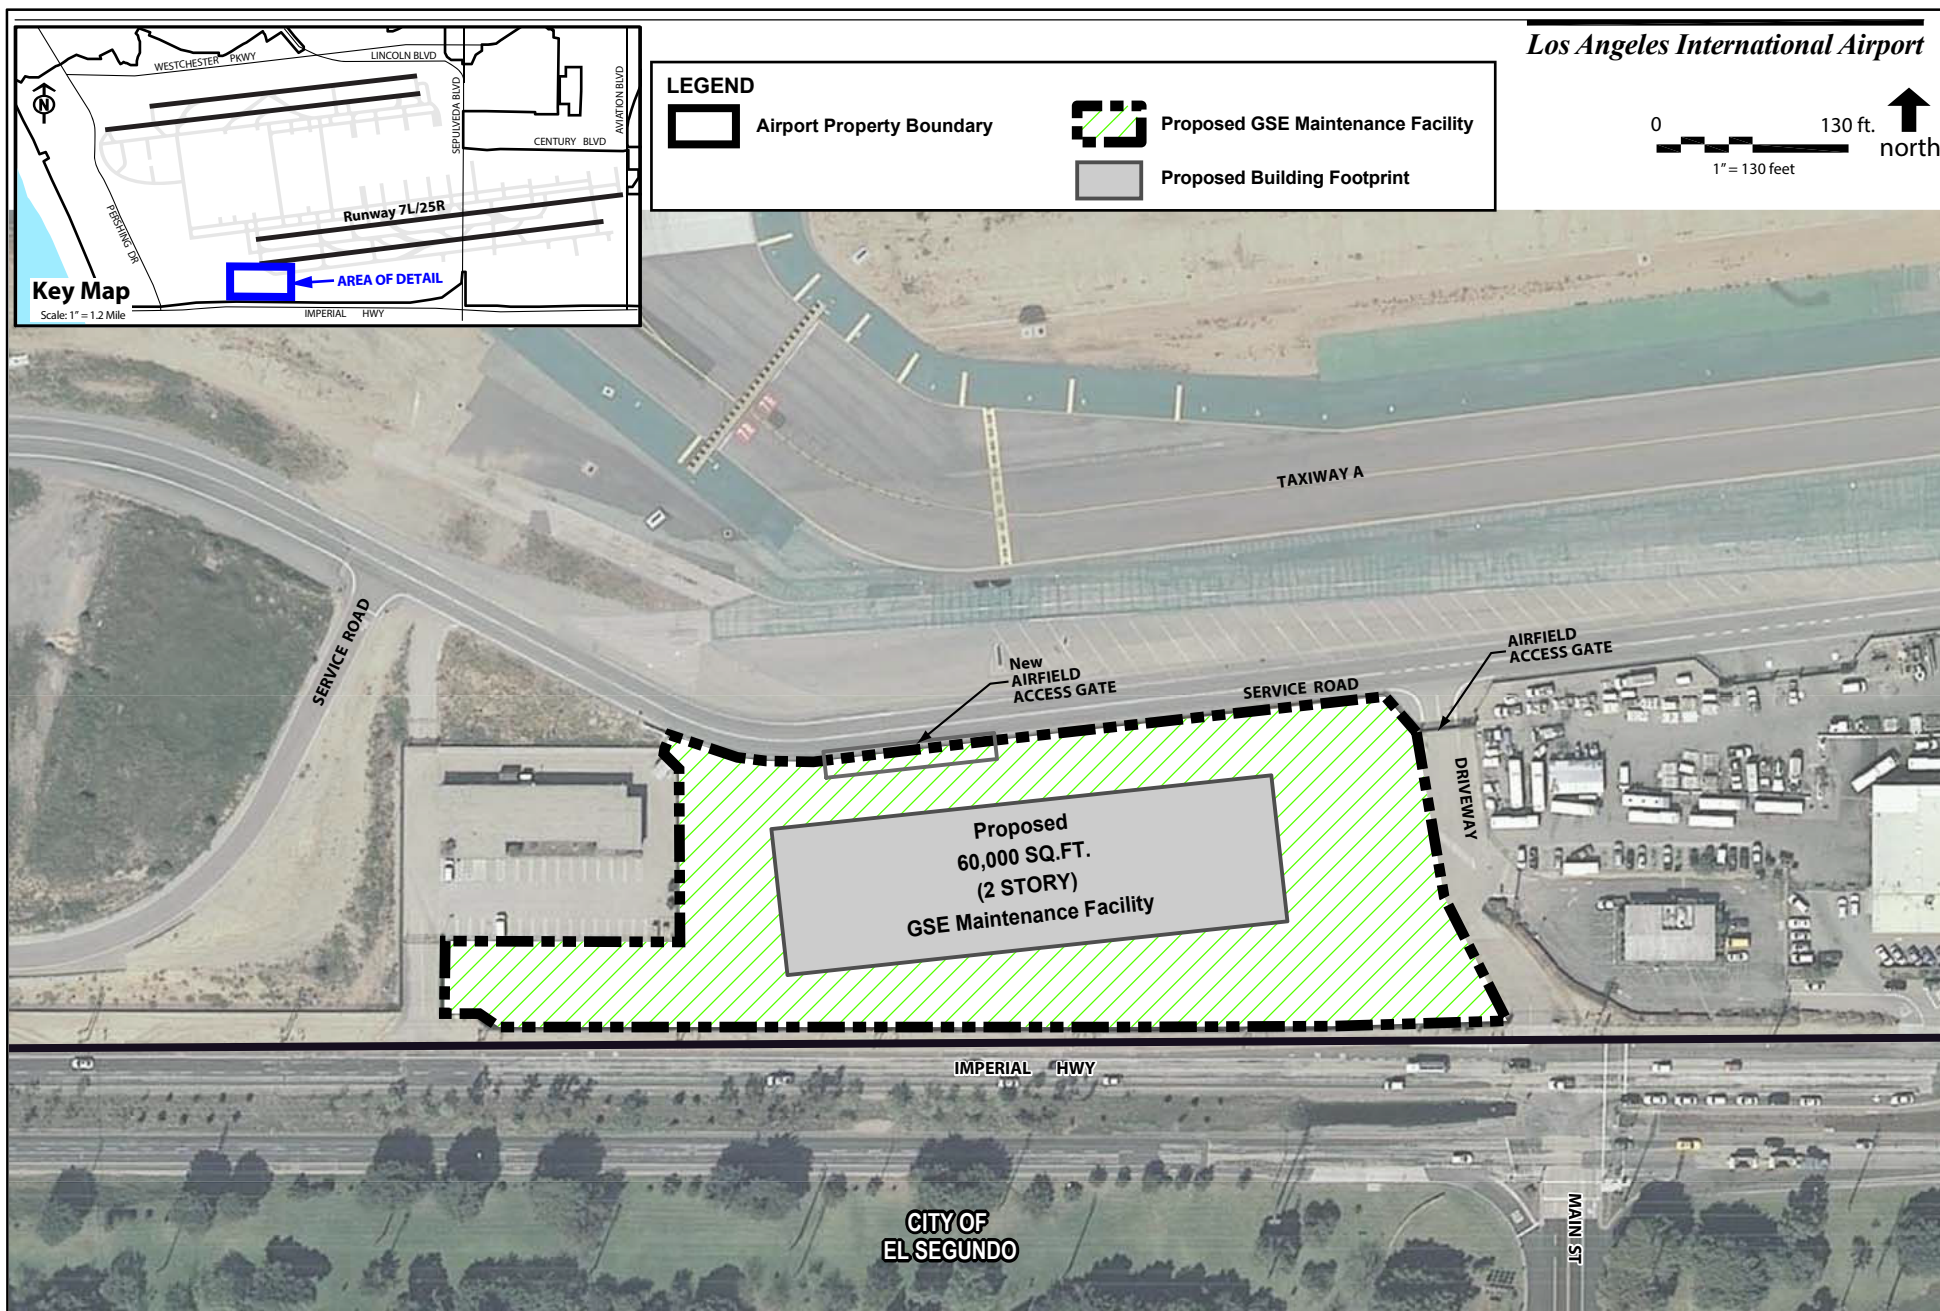 Los Angeles International Airport
WESTCHESTER PKWY
LINCOLN BLVD
SEPULVEDA BLVD
AVIATION BLVD
CENTURY BLVD
N
PERSHING DR
Runway 7L/25R
AREA OF DETAIL
Key Map
Scale: 1" = 1.2 Mile
IMPERIAL HWY
LEGEND
Airport Property Boundary
Proposed GSE Maintenance Facility
Proposed Building Footprint
0 130 ft.
1" = 130 feet
north
TAXIWAY A
SERVICE ROAD
New
AIRFIELD
ACCESS GATE
SERVICE ROAD
AIRFIELD
ACCESS GATE
DRIVEWAY
Proposed
60,000 SQ.FT.
(2 STORY)
GSE Maintenance Facility
IMPERIAL HWY
CITY OF
EL SEGUNDO
MAIN ST